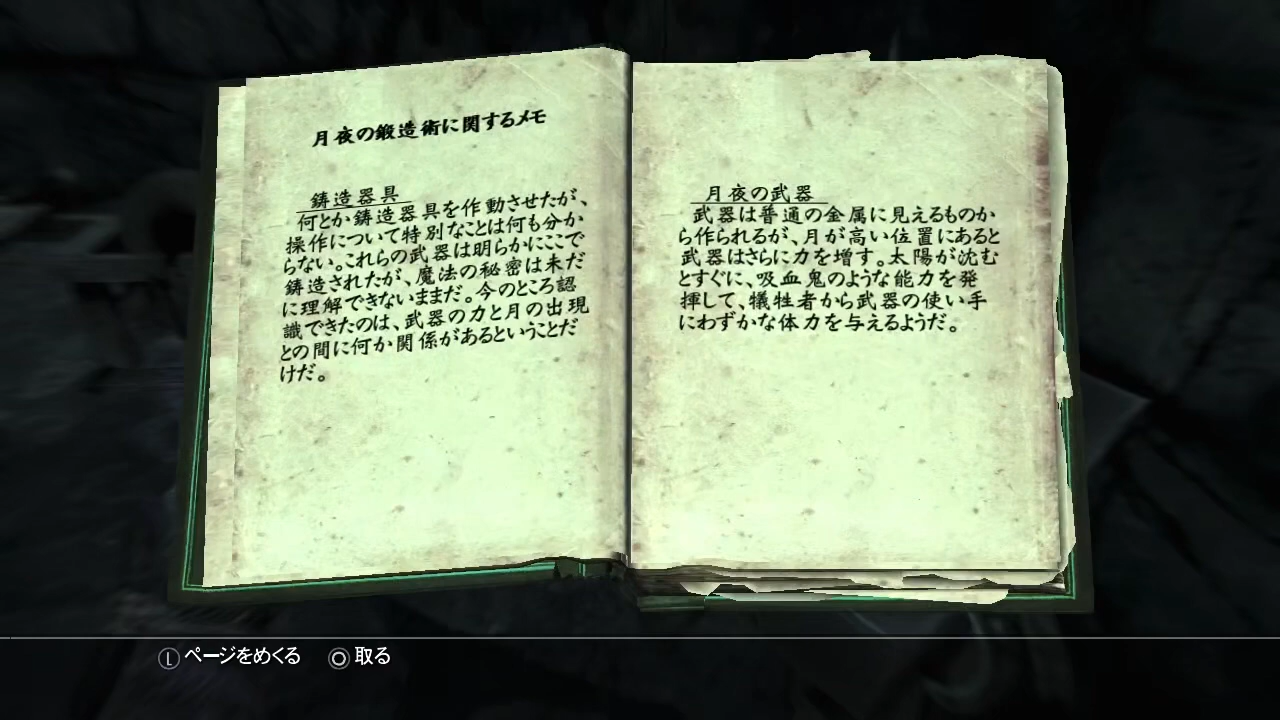 月夜の鍛造術に関するメモ
鋳造器具
何とか鋳造器具を作動させたが、
操作について特別なことは何も分か
らない。これらの武器は明らかにここで
鋳造されたが、魔法の秘密は未だ
に理解できないままだ。今のところ認
識できたのは、武器の力と月の出現
との間に何か関係があるということだ
けだ。
月夜の武器
武器は普通の金属に見えるものか
ら作られるが、月が高い位置にあると
武器はさらに力を増す。太陽が沈む
とすぐに、吸血鬼のような能力を発
揮して、犠牲者から武器の使い手
にわずかな体力を与えるようだ。
Ⓛページをめくる ○取る